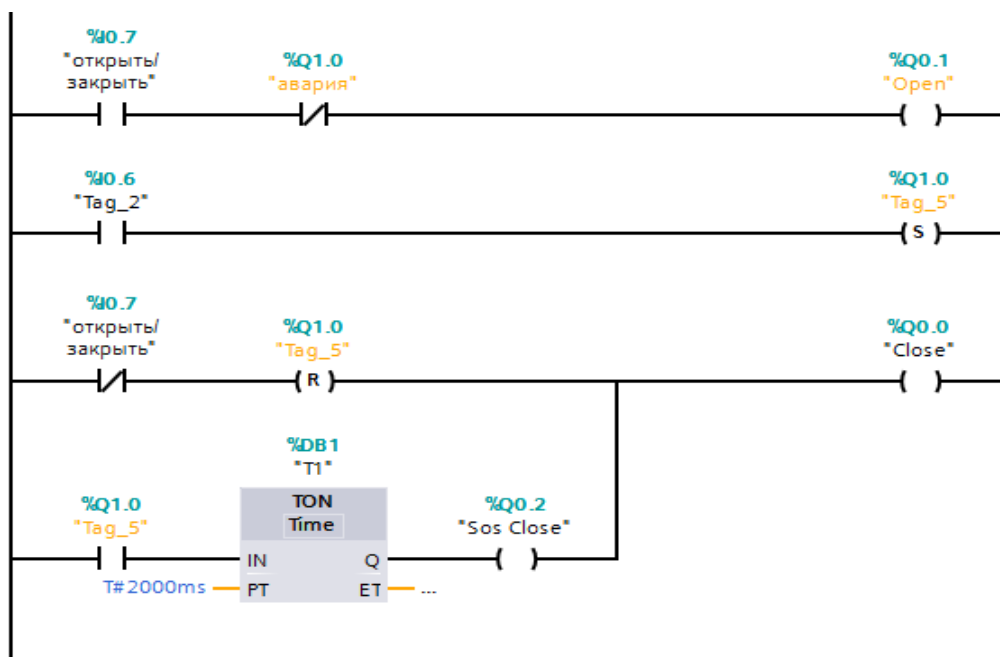 %I0.7
"открыть/
закрыть"
%Q1.0
"авария"
%Q0.1
"Open"
%I0.6
"Tag_2"
%Q1.0
"Tag_5"
S
%I0.7
"открыть/
закрыть"
%Q1.0
"Tag_5"
R
%Q0.0
"Close"
%DB1
"T1"
%Q1.0
"Tag_5"
TON
Time
%Q0.2
"Sos Close"
IN Q
T#2000ms PT ET ...